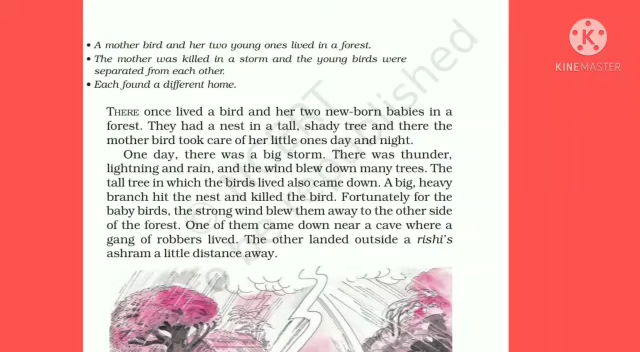 • A mother bird and her two young ones lived in a forest.
• The mother was killed in a storm and the young birds were
separated from each other.
• Each found a different home.
THERE once lived a bird and her two new-born babies in a
forest. They had a nest in a tall, shady tree and there the
mother bird took care of her little ones day and night.
One day, there was a big storm. There was thunder,
lightning and rain, and the wind blew down many trees. The
tall tree in which the birds lived also came down. A big, heavy
branch hit the nest and killed the bird. Fortunately for the
baby birds, the strong wind blew them away to the other side
of the forest. One of them came down near a cave where a
gang of robbers lived. The other landed outside a rishi's
ashram a little distance away.
KINEMASTER